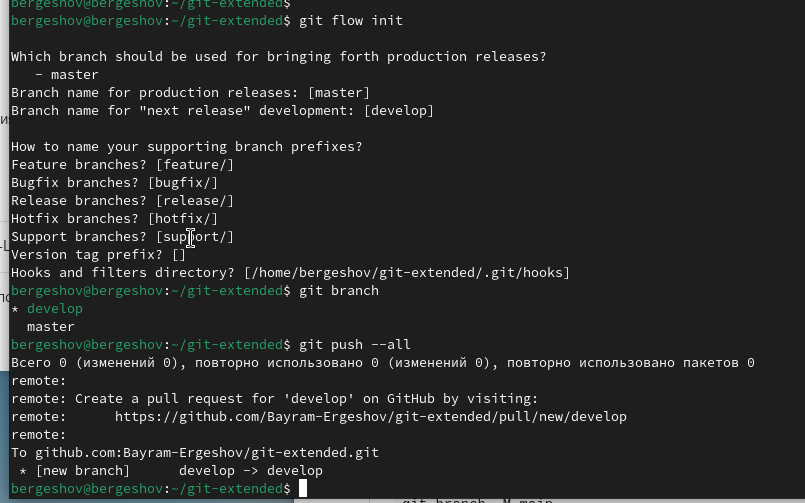 bergeshov@bergeshov:~/git-extended$
bergeshov@bergeshov:~/git-extended$ git flow init
Which branch should be used for bringing forth production releases?
   - master
Branch name for production releases: [master]
Branch name for "next release" development: [develop]
How to name your supporting branch prefixes?
Feature branches? [feature/]
Bugfix branches? [bugfix/]
Release branches? [release/]
Hotfix branches? [hotfix/]
Support branches? [support/]
Version tag prefix? []
Hooks and filters directory? [/home/bergeshov/git-extended/.git/hooks]
bergeshov@bergeshov:~/git-extended$ git branch
* develop
  master
bergeshov@bergeshov:~/git-extended$ git push --all
Всего 0 (изменений 0), повторно использовано 0 (изменений 0), повторно использовано пакетов 0
remote:
remote: Create a pull request for 'develop' on GitHub by visiting:
remote:      https://github.com/Bayram-Ergeshov/git-extended/pull/new/develop
remote:
To github.com:Bayram-Ergeshov/git-extended.git
 * [new branch]      develop -> develop
bergeshov@bergeshov:~/git-extended$